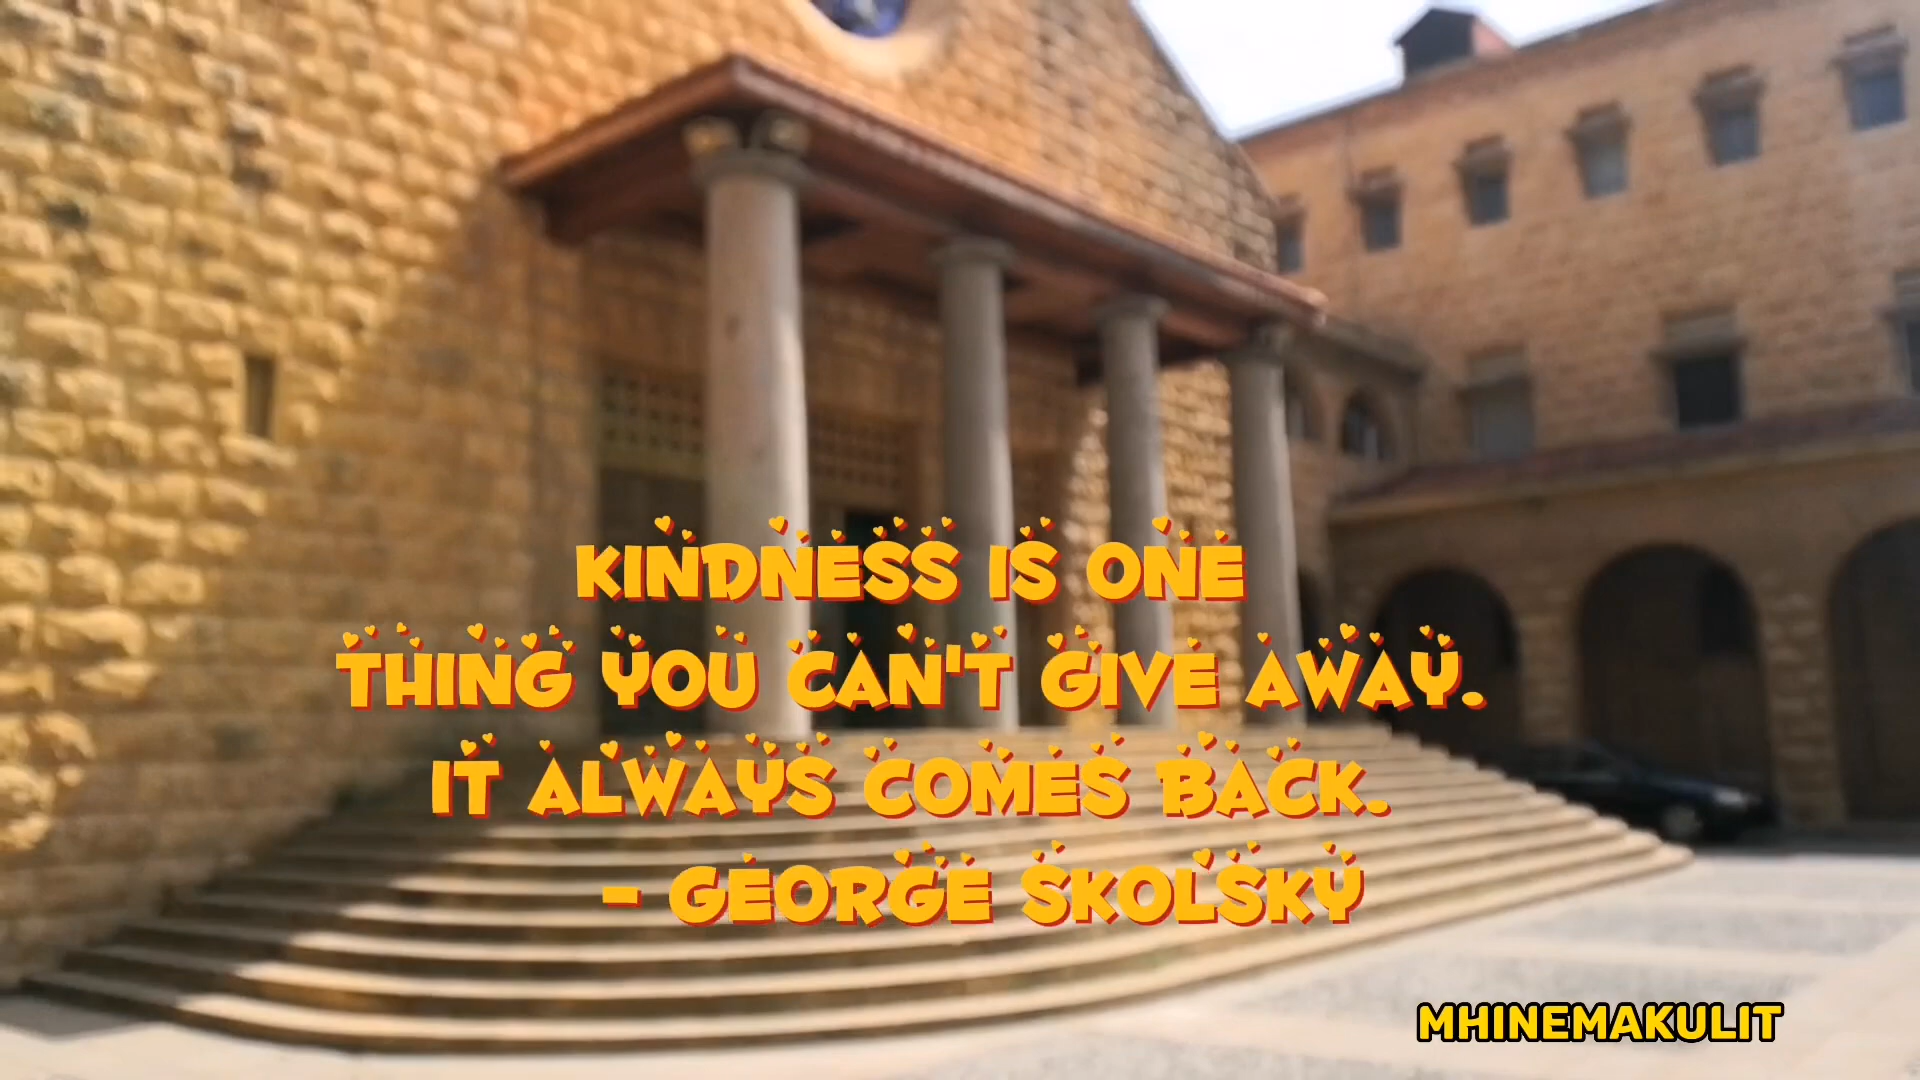 KINDNESS IS ONE
THING YOU CAN'T GIVE AWAY.
IT ALWAYS COMES BACK.
- GEORGE SKOLSKY
MHINEMAKULIT